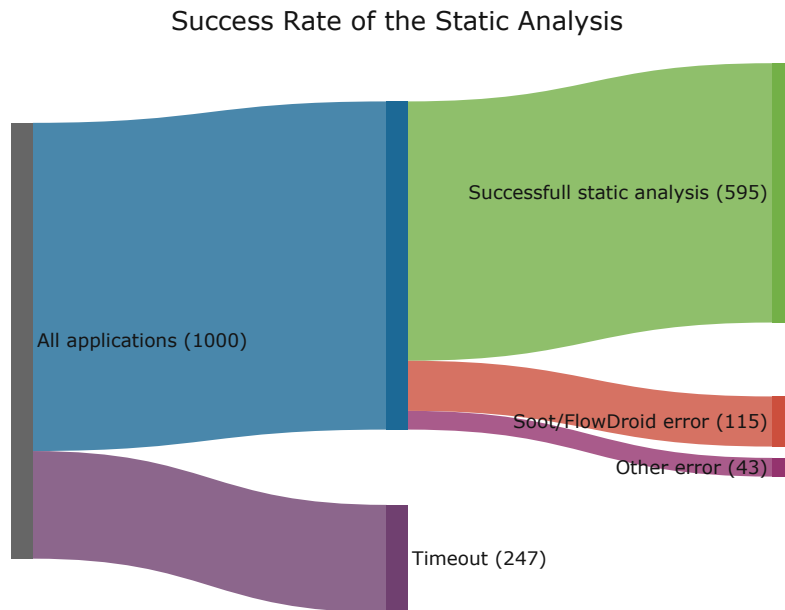 Success Rate of the Static Analysis
Successfull static analysis (595)
All applications (1000)
Soot/FlowDroid error (115)
Other error (43)
Timeout (247)